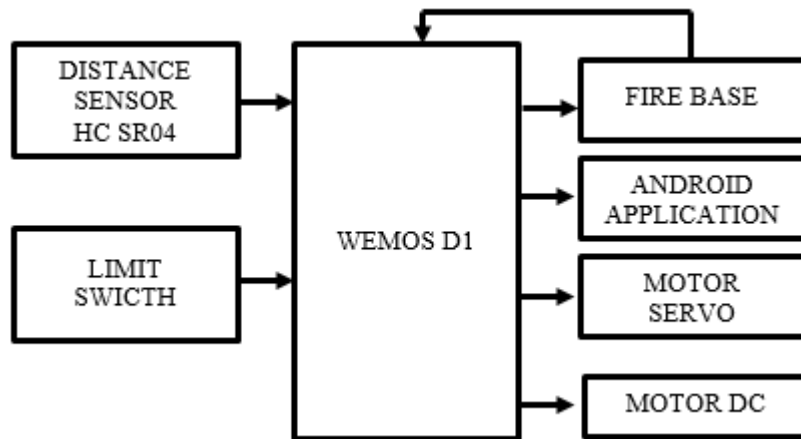 DISTANCE
SENSOR
HC SR04
LIMIT
SWICTH
WEMOS D1
FIRE BASE
ANDROID
APPLICATION
MOTOR
SERVO
MOTOR DC